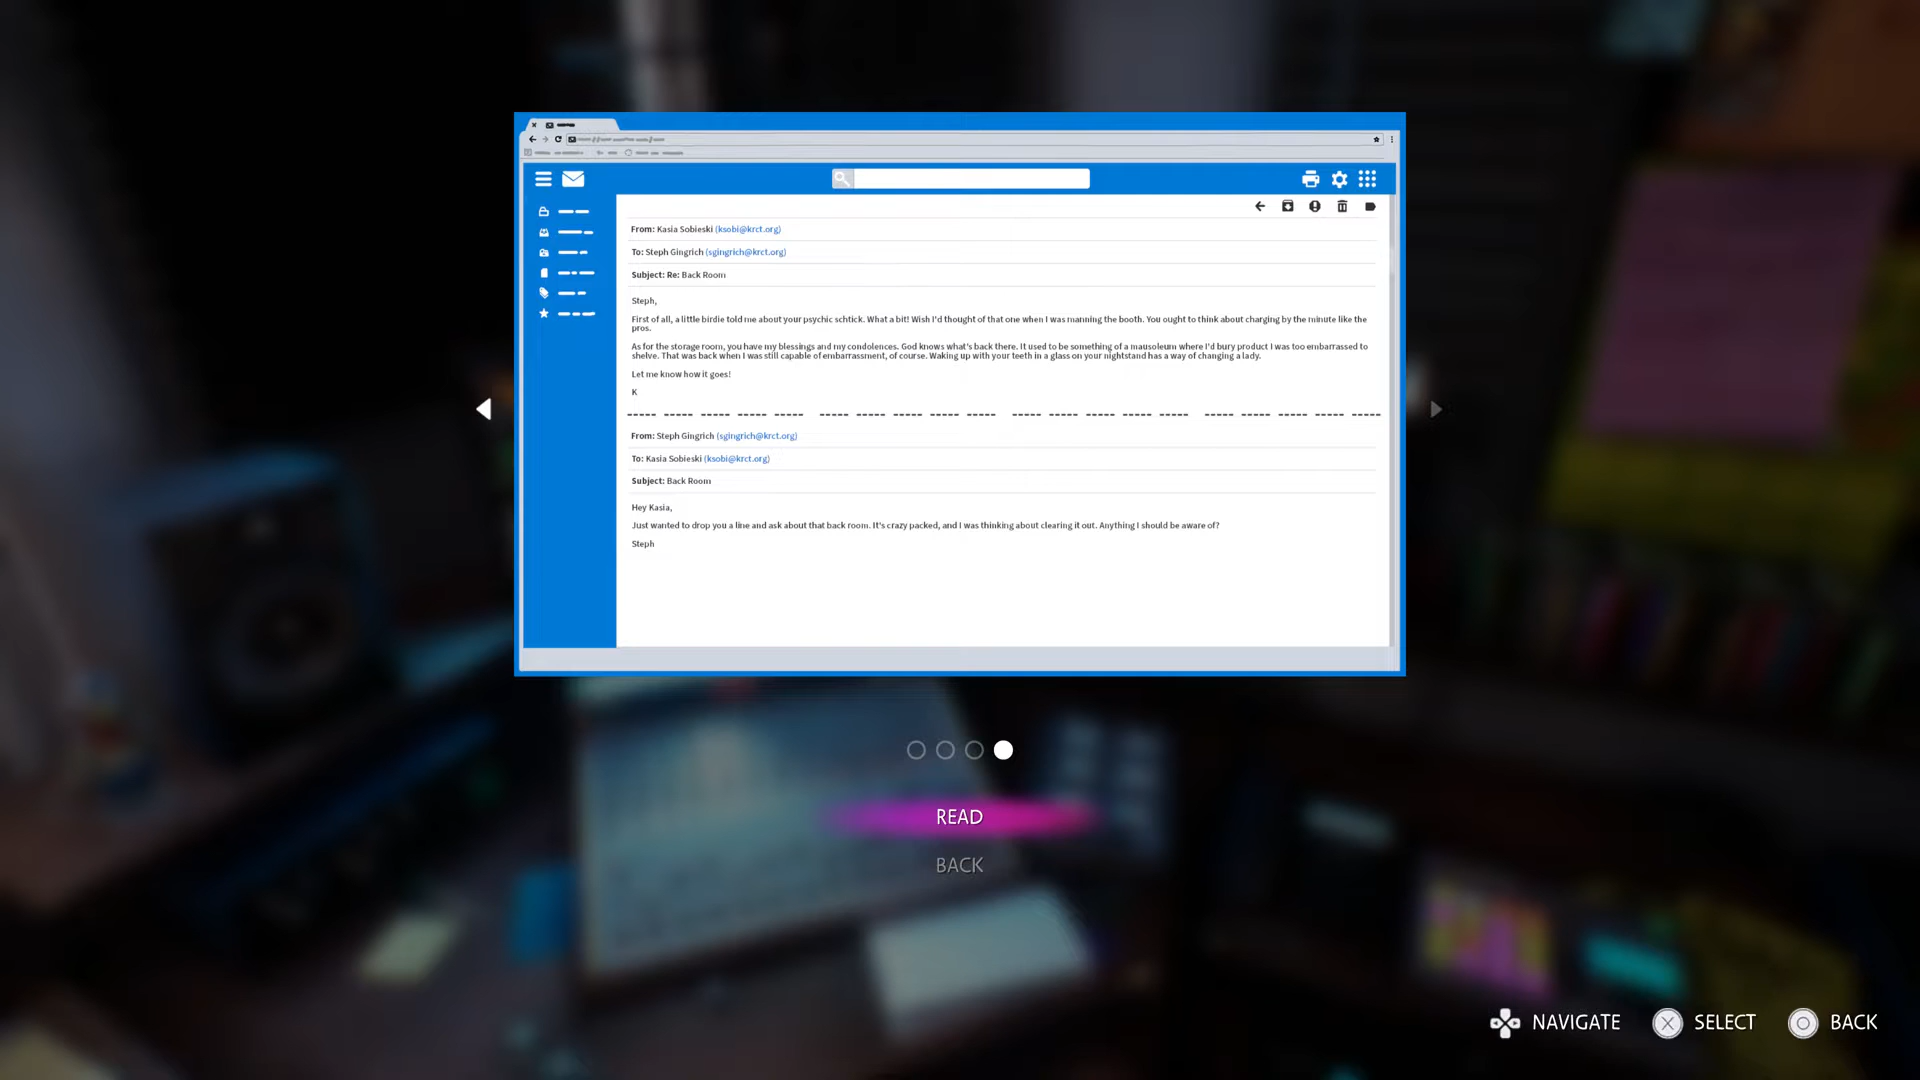 From: Kasia Sobieski (ksobi@krct.org)
To: Steph Gingrich (sgingrich@krct.org)
Subject: Re: Back Room
Steph,
First of all, a little birdie told me about your psychic schtick. What a bit! Wish I'd thought of that one when I was manning the booth. You ought to think about charging by the minute like the
pros.
As for the storage room, you have my blessings and my condolences. God knows what's back there. It used to be something of a mausoleum where I'd bury product I was too embarrassed to
shelve. That was back when I was still capable of embarrassment, of course. Waking up with your teeth in a glass on your nightstand has a way of changing a lady.
Let me know how it goes!
K
----- ----- ----- ----- ----- ----- ----- ----- ----- ----- ----- ----- ----- ----- ----- ----- ----- ----- ----- -----
From: Steph Gingrich (sgingrich@krct.org)
To: Kasia Sobieski (ksobi@krct.org)
Subject: Back Room
Hey Kasia,
Just wanted to drop you a line and ask about that back room. It's crazy packed, and I was thinking about clearing it out. Anything I should be aware of?
Steph
READ
BACK
NAVIGATE SELECT BACK